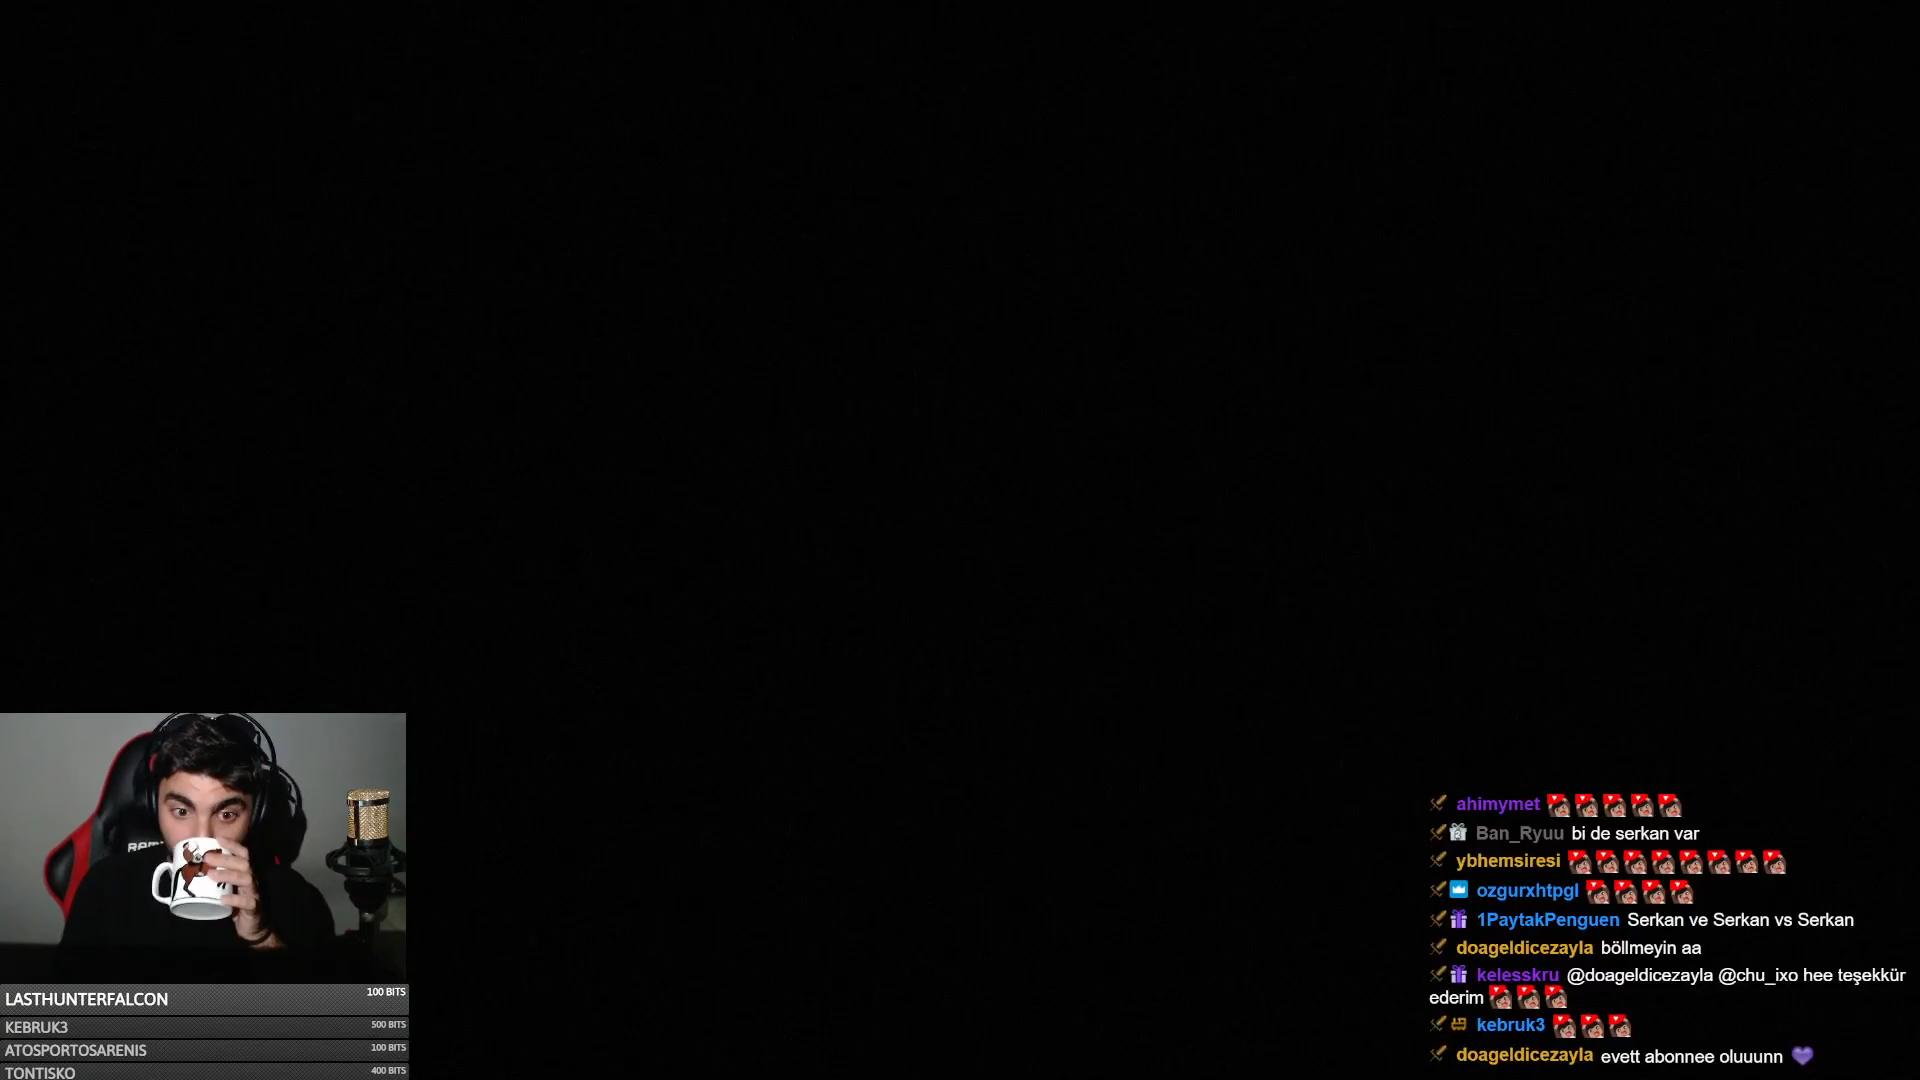 ahimymet
Ban_Ryuu bi de serkan var
ybhemsiresi
ozgurxhtpgl
1PaytakPenguen Serkan ve Serkan vs Serkan
doageldicezayla böllmeyin aa
kelesskru @doageldicezayla @chu_ixo hee teşekkür
ederim
kebruk3
doageldicezayla evett abonnee oluuunn
LASTHUNTERFALCON 100 BITS
KEBRUK3 500 BITS
ATOSPORTOSARENIS 100 BITS
TONTISKO 400 BITS